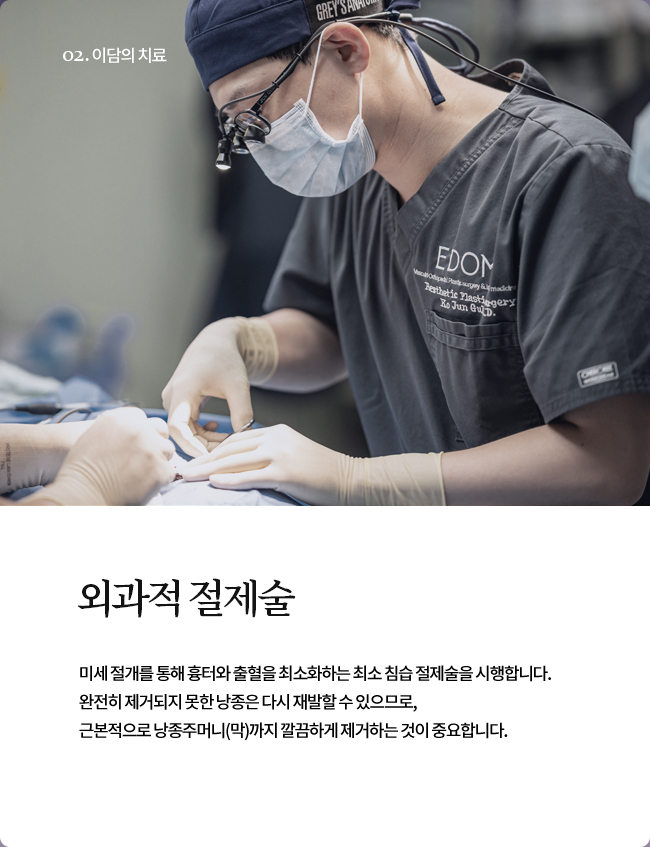 GREY'S ANATOMY
02. 이담의 치료
EDOM
Aesthetic Plastic
Ko Jun Gu
외과적 절제술
미세 절개를 통해 흉터와 출혈을 최소화하는 최소 침습 절제술을 시행합니다.
완전히 제거되지 못한 낭종은 다시 재발할 수 있으므로,
근본적으로 낭종주머니(막)까지 깔끔하게 제거하는 것이 중요합니다.